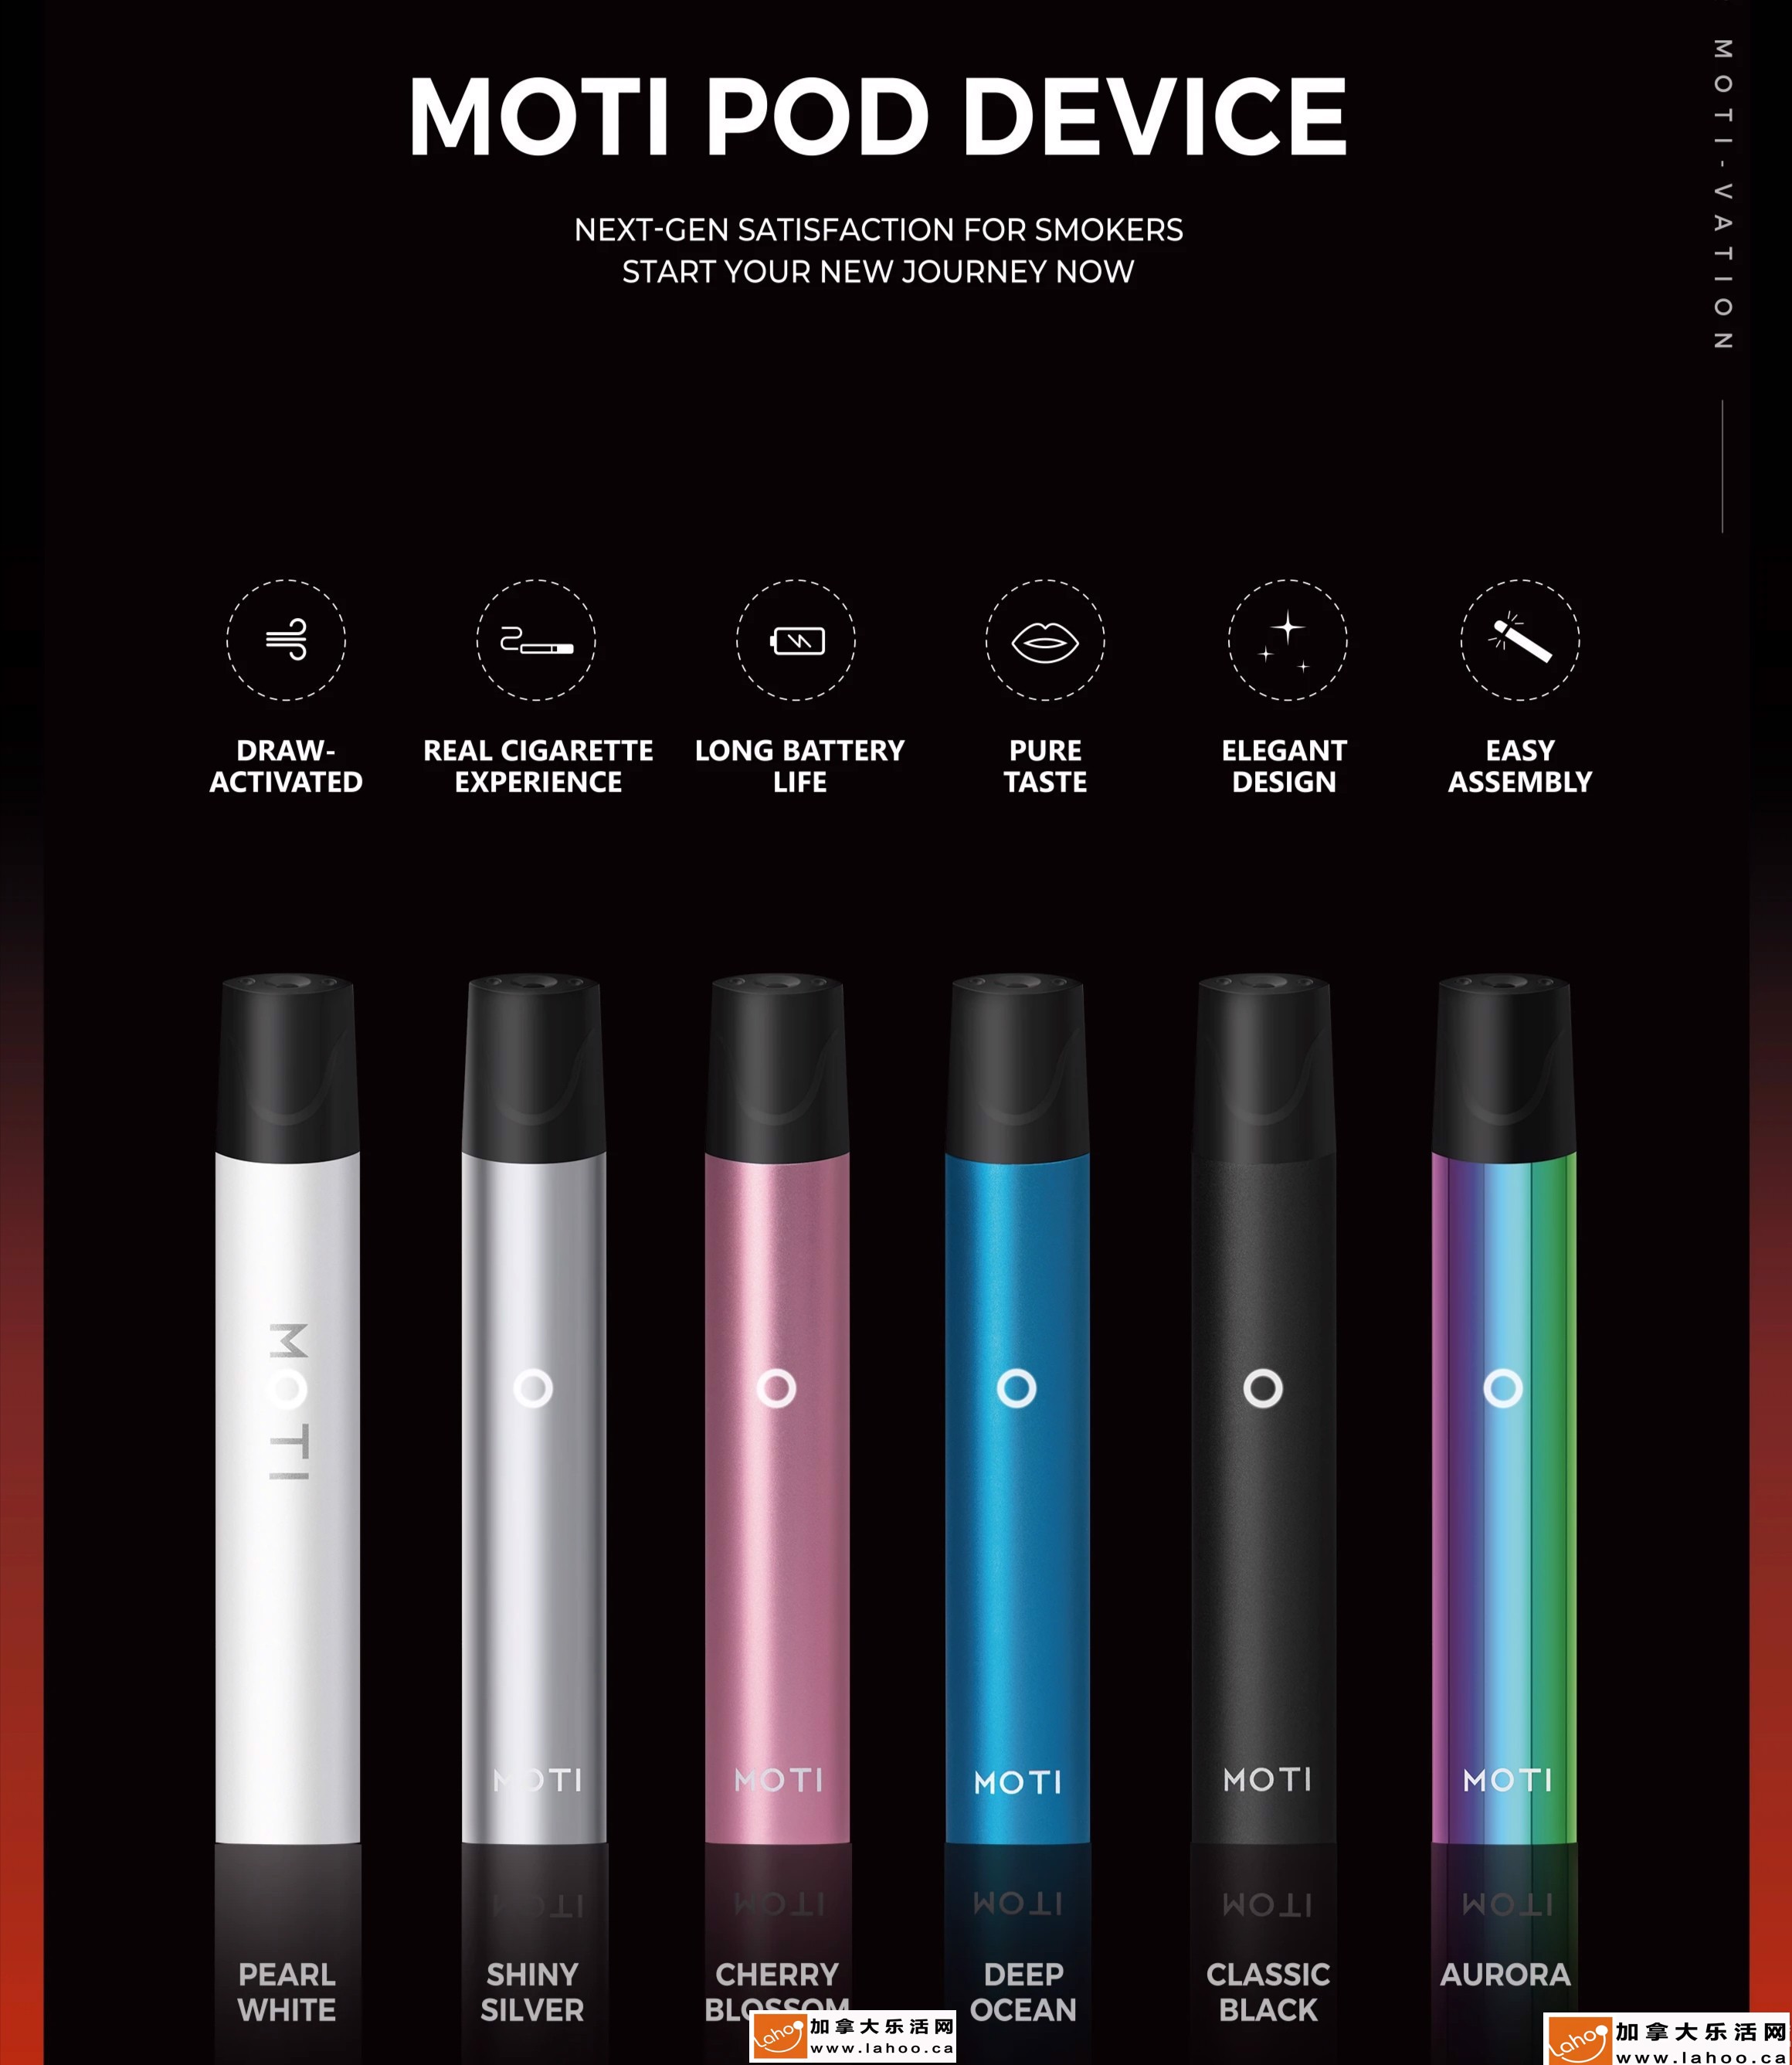 MOTI POD DEVICE
NEXT-GEN SATISFACTION FOR SMOKERS
START YOUR NEW JOURNEY NOW
MOTI-VATION
DRAW-
ACTIVATED
REAL CIGARETTE
EXPERIENCE
LONG BATTERY
LIFE
PURE
TASTE
ELEGANT
DESIGN
EASY
ASSEMBLY
MOTI
MOTI
MOTI
MOTI
MOTI
MOTI
PEARL
WHITE
SHINY
SILVER
CHERRY
BLOSSOM
DEEP
OCEAN
CLASSIC
BLACK
AURORA
Lahoo
加拿大乐活网
www.lahoo.ca
Lahoo
加拿大乐活网
www.lahoo.ca